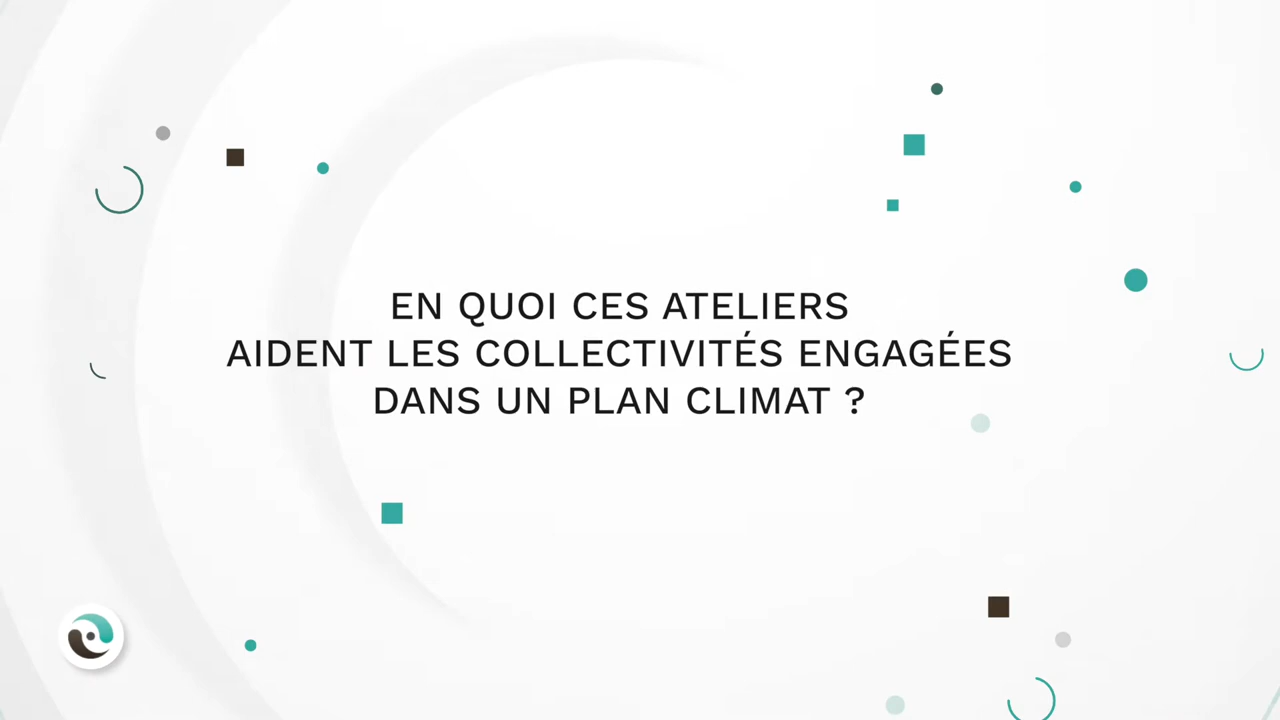 EN QUOI CES ATELIERS
AIDENT LES COLLECTIVITÉS ENGAGÉES
DANS UN PLAN CLIMAT ?